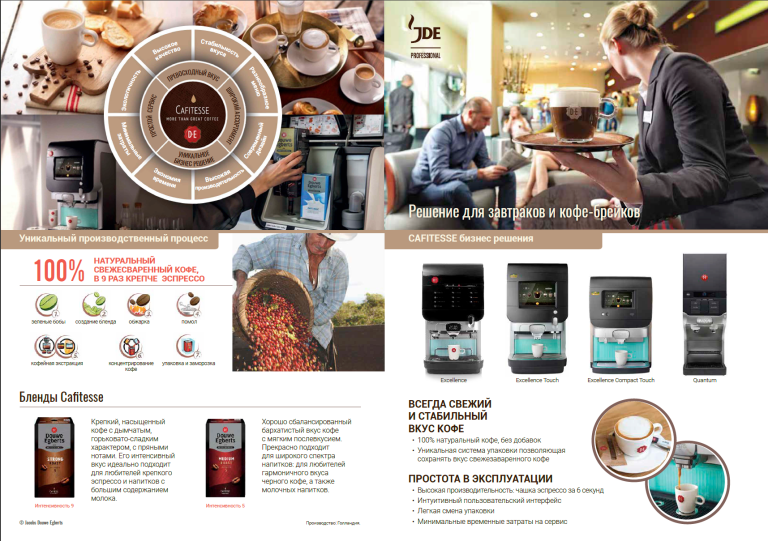 Высокое
качество
Стабильность
вкуса
Разнообразное
меню
Современный
дизайн
Высокая
производительность
Экономия
времени
Минимальные
затраты
Экологичность
ПРЕВОСХОДНЫЙ ВКУС
ШИРОКИЙ АССОРТИМЕНТ
УНИКАЛЬНОЕ
БИЗНЕС РЕШЕНИЕ
ПРОСТОЙ СЕРВИС
CAFITESSE
MORE THAN GREAT COFFEE
D·E
JDE
PROFESSIONAL
Решение для завтраков и кофе-брейков
Уникальный производственный процесс
100%
НАТУРАЛЬНЫЙ
СВЕЖЕСВАРЕННЫЙ КОФЕ,
В 9 РАЗ КРЕПЧЕ ЭСПРЕССО
зеленые бобы
создание бленда
обжарка
помол
кофейная экстракция
концентрирование
кофе
упаковка и заморозка
Бленды Cafitesse
Douwe
Egberts
Крепкий, насыщенный
кофе с дымчатым,
горьковато-сладким
характером, с пряными
нотами. Его интенсивный
вкус идеально подходит
для любителей крепкого
эспрессо и напитков с
большим содержанием
молока.
Интенсивность 9
Douwe
Egberts
Хорошо сбалансированный
бархатистый вкус кофе
с мягким послевкусием.
Прекрасно подходит
для широкого спектра
напитков: для любителей
гармоничного вкуса
черного кофе, а также
молочных напитков.
Интенсивность 5
© Jacobs Douwe Egberts
Производство: Голландия
CAFITESSE бизнес решения
Excellence
Excellence Touch
Excellence Compact Touch
Quantum
ВСЕГДА СВЕЖИЙ
И СТАБИЛЬНЫЙ
ВКУС КОФЕ
• 100% натуральный кофе, без добавок
• Уникальная система упаковки позволяющая
сохранять вкус свежезаваренного кофе
ПРОСТОТА В ЭКСПЛУАТАЦИИ
• Высокая производительность: чашка эспрессо за 6 секунд
• Интуитивный пользовательский интерфейс
• Легкая смена упаковки
• Минимальные временные затраты на сервис